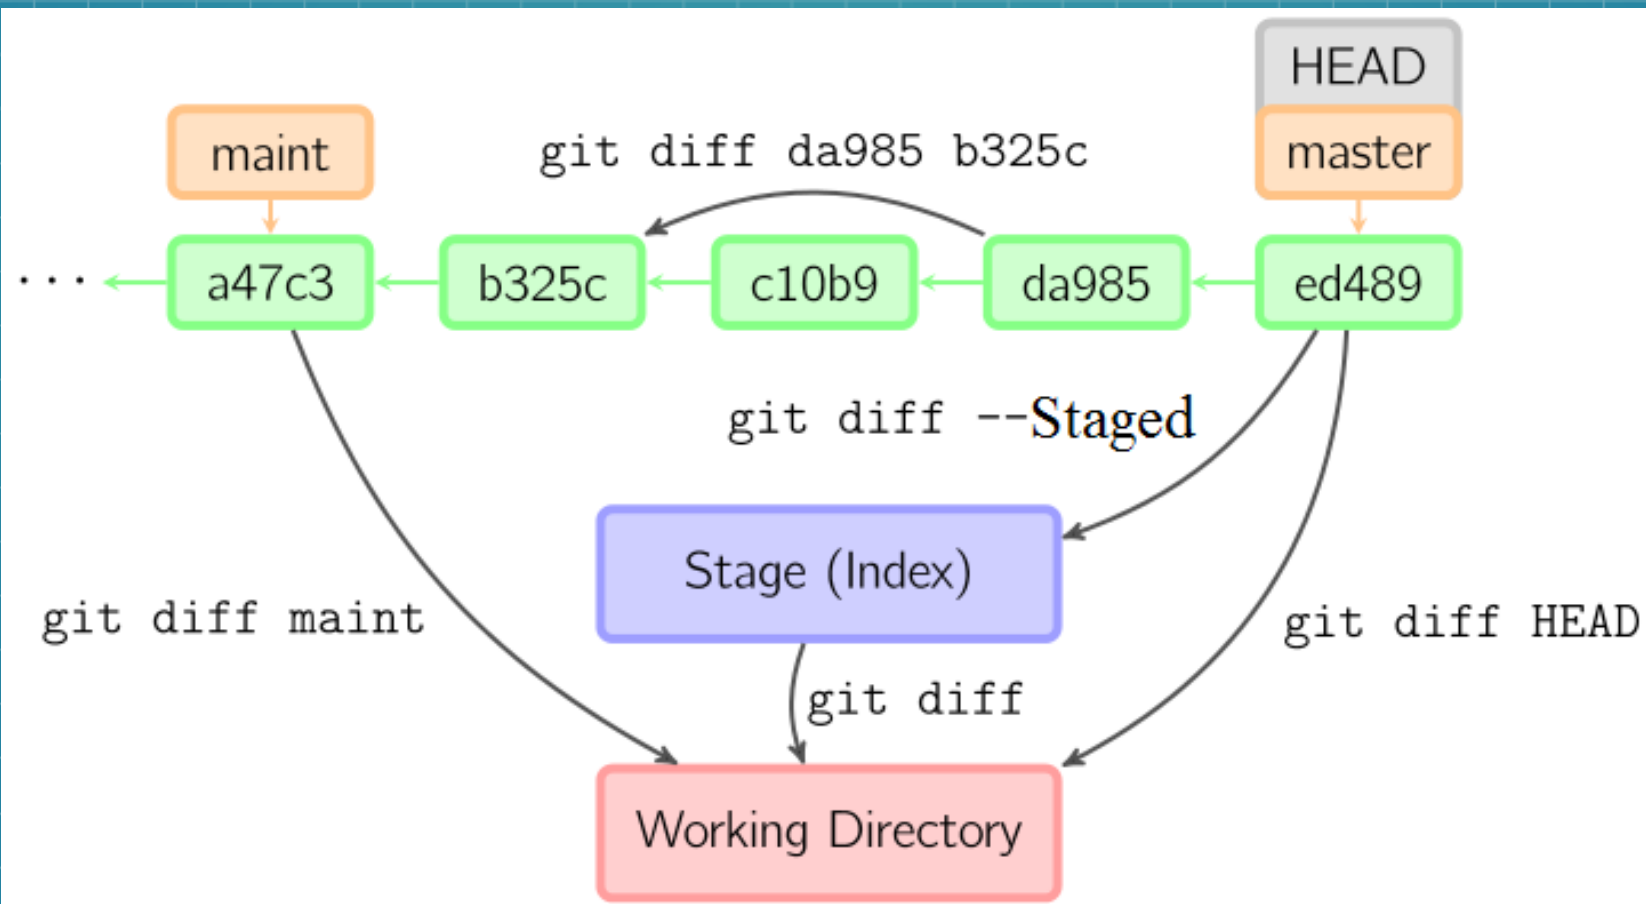 HEAD
maint
git diff da985 b325c
master
...
a47c3
b325c
c10b9
da985
ed489
git diff --Staged
Stage (Index)
git diff maint
git diff HEAD
git diff
Working Directory